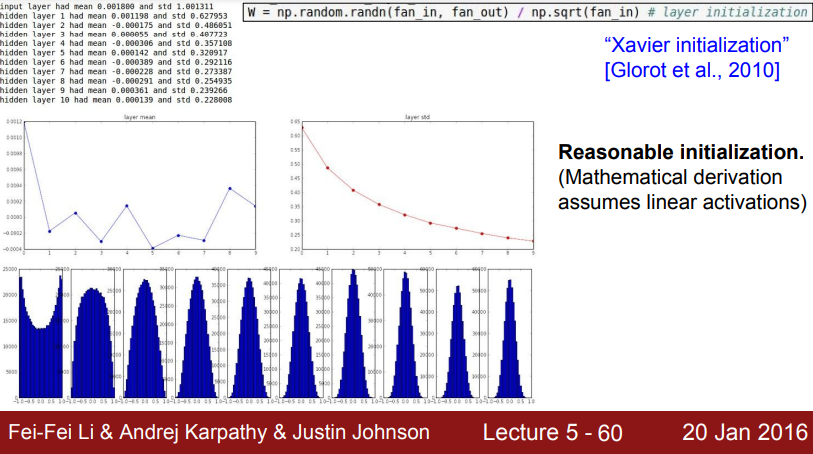 input layer had mean 0.001800 and std 1.001311
hidden layer 1 had mean 0.001198 and std 0.627953
hidden layer 2 had mean -0.000175 and std 0.486051
hidden layer 3 had mean 0.000055 and std 0.407723
hidden layer 4 had mean -0.000306 and std 0.357108
hidden layer 5 had mean 0.000142 and std 0.320917
hidden layer 6 had mean -0.000389 and std 0.292116
hidden layer 7 had mean -0.000228 and std 0.273387
hidden layer 8 had mean -0.000291 and std 0.254935
hidden layer 9 had mean 0.000361 and std 0.239266
hidden layer 10 had mean 0.000139 and std 0.228008
W = np.random.randn(fan_in, fan_out) / np.sqrt(fan_in) # layer initialization
“Xavier initialization”
[Glorot et al., 2010]
layer mean
layer std
Reasonable initialization.
(Mathematical derivation
assumes linear activations)
Fei-Fei Li & Andrej Karpathy & Justin Johnson
Lecture 5 - 60
20 Jan 2016